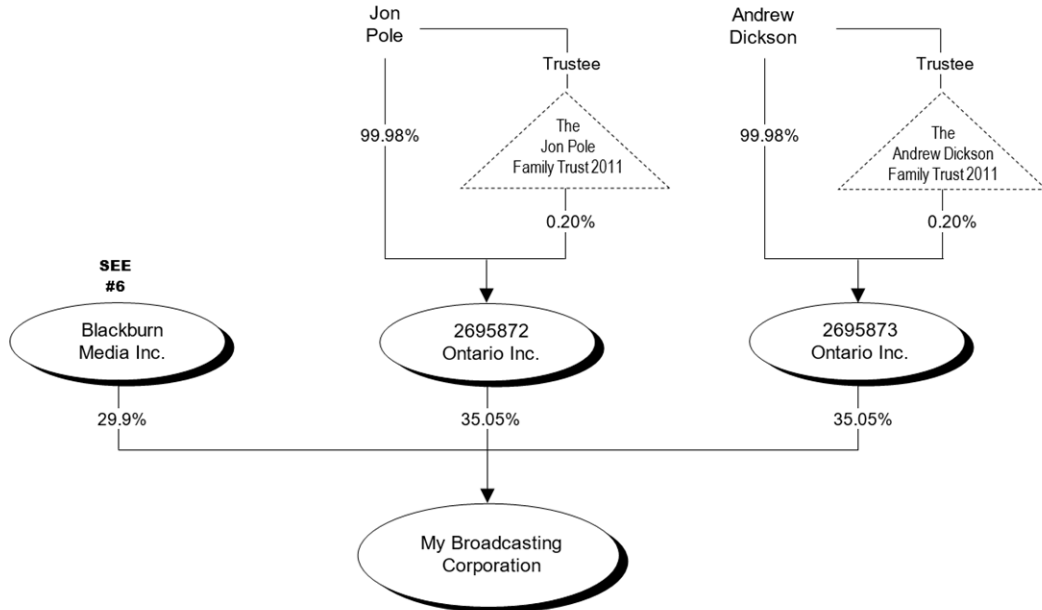 Jon
Pole
Andrew
Dickson
Trustee
Trustee
99.98%
The
Jon Pole
Family Trust 2011
99.98%
The
Andrew Dickson
Family Trust 2011
0.20%
0.20%
SEE
#6
Blackburn
Media Inc.
2695872
Ontario Inc.
2695873
Ontario Inc.
29.9%
35.05%
35.05%
My Broadcasting
Corporation